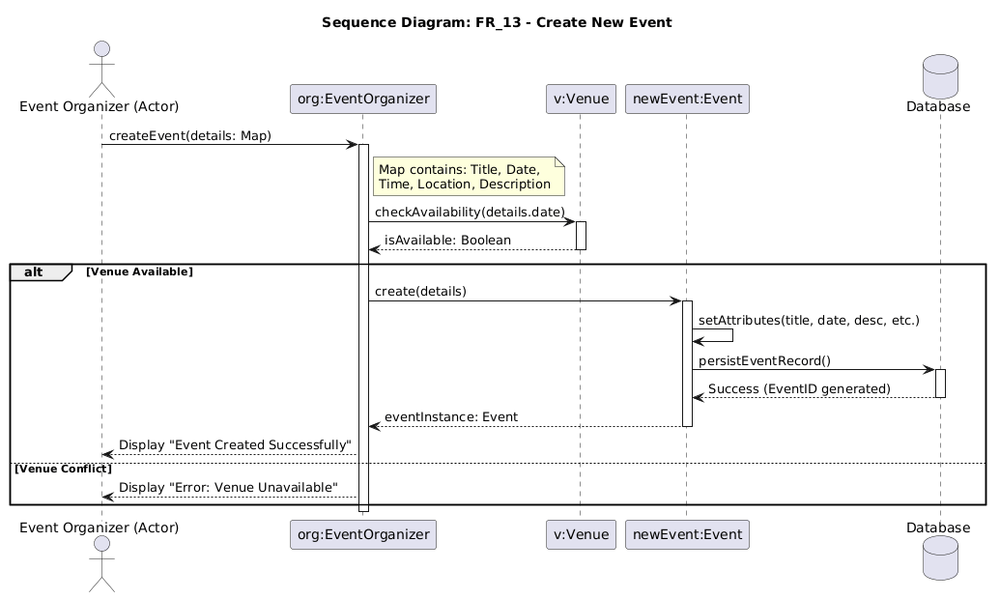 Sequence Diagram: FR_13 - Create New Event
Event Organizer (Actor)
org:EventOrganizer
v:Venue
newEvent:Event
Database
createEvent(details: Map)
Map contains: Title, Date,
Time, Location, Description
checkAvailability(details.date)
isAvailable: Boolean
alt
[Venue Available]
create(details)
setAttributes(title, date, desc, etc.)
persistEventRecord()
Success (EventID generated)
eventInstance: Event
Display "Event Created Successfully"
[Venue Conflict]
Display "Error: Venue Unavailable"
Event Organizer (Actor)
org:EventOrganizer
v:Venue
newEvent:Event
Database